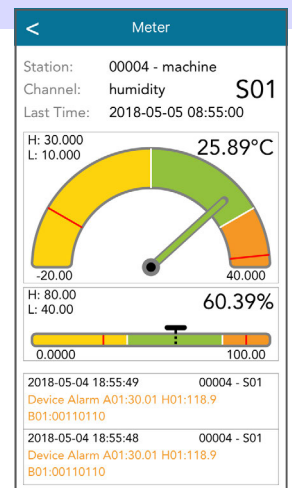 < Meter
Station: 00004 - machine
Channel: humidity S01
Last Time: 2018-05-05 08:55:00
H: 30.000 25.89°C
L: 10.000
-20.00 40.000
H: 80.00 60.39%
L: 40.00
0.0000 100.00
2018-05-04 18:55:49 00004 - S01
Device Alarm A01:30.01 H01:118.9
B01:00110110
2018-05-04 18:55:48 00004 - S01
Device Alarm A01:30.01 H01:118.9
B01:00110110